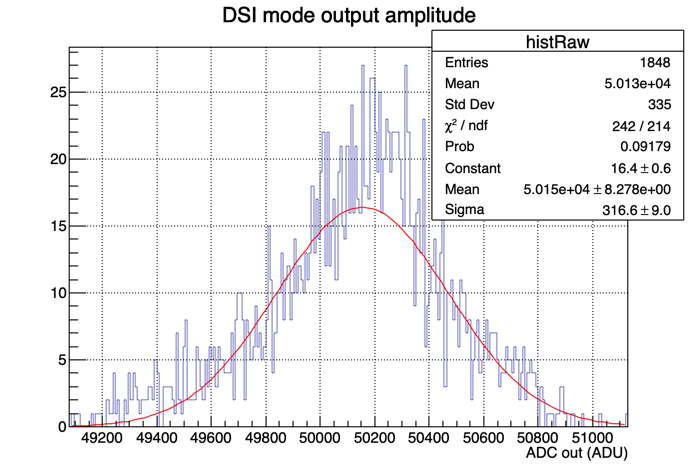 DSI mode output amplitude
histRaw
Entries 1848
Mean 5.013e+04
Std Dev 335
χ² / ndf 242 / 214
Prob 0.09179
Constant 16.4 ± 0.6
Mean 5.015e+04 ± 8.278e+00
Sigma 316.6 ± 9.0
25
20
15
10
5
0
49200 49400 49600 49800 50000 50200 50400 50600 50800 51000
ADC out (ADU)